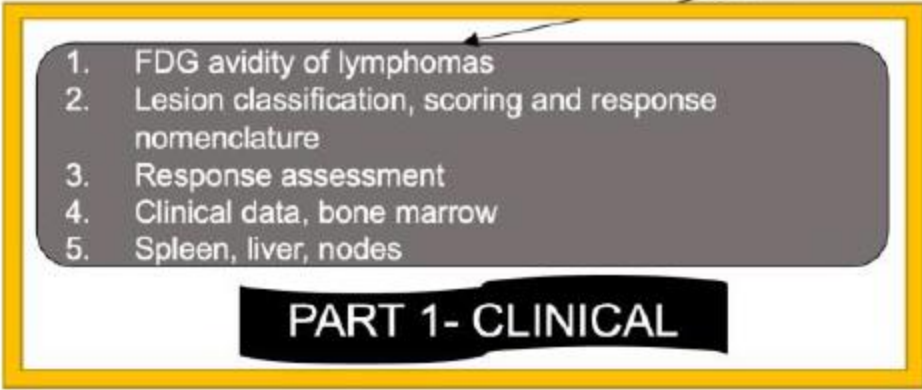 1. FDG avidity of lymphomas
2. Lesion classification, scoring and response
nomenclature
3. Response assessment
4. Clinical data, bone marrow
5. Spleen, liver, nodes
PART 1- CLINICAL